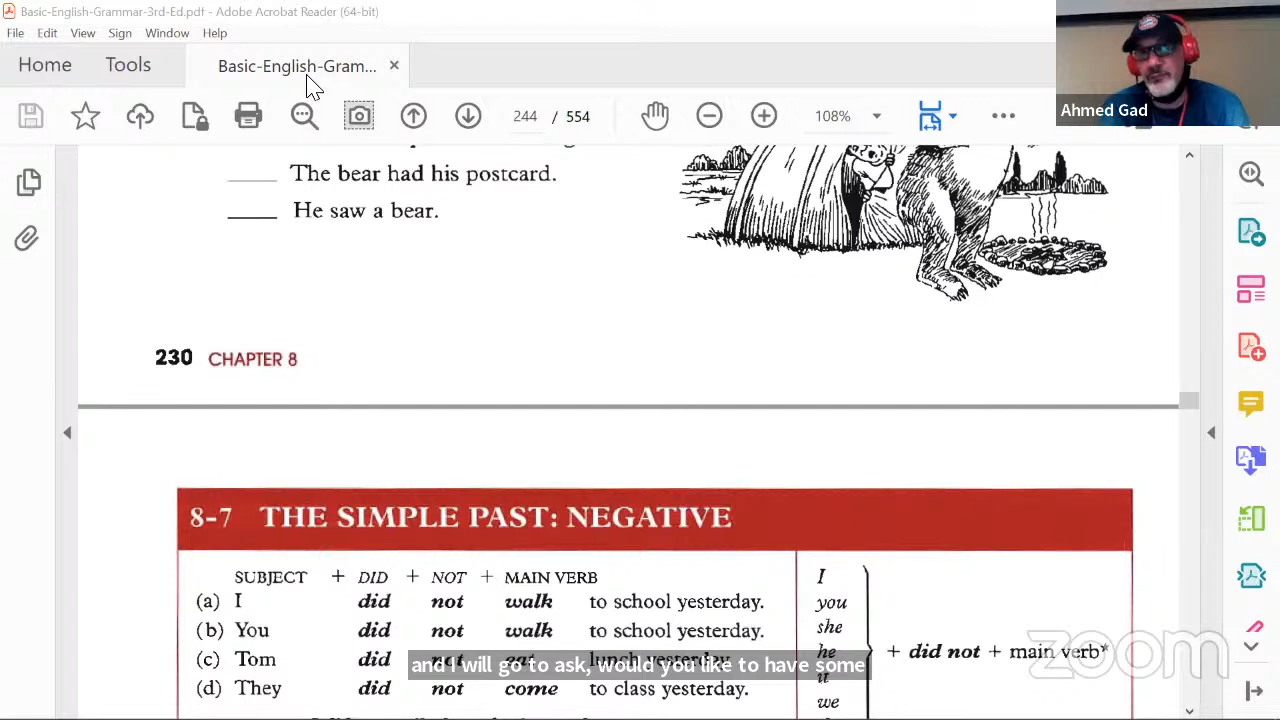 Basic-English-Grammar-3rd-Ed.pdf - Adobe Acrobat Reader (64-bit)
File Edit View Sign Window Help
Home Tools Basic-English-Gram... ×
244 / 554 108%
Ahmed Gad
The bear had his postcard.
He saw a bear.
230 CHAPTER 8
8-7 THE SIMPLE PAST: NEGATIVE
SUBJECT + DID + NOT + MAIN VERB
(a) I did not walk to school yesterday.
(b) You did not walk to school yesterday.
(c) Tom did
(d) They did not come to class yesterday.
I
you
she
he
it
we
+ did not + main verb*
and I will go to ask, would you like to have some
zoom